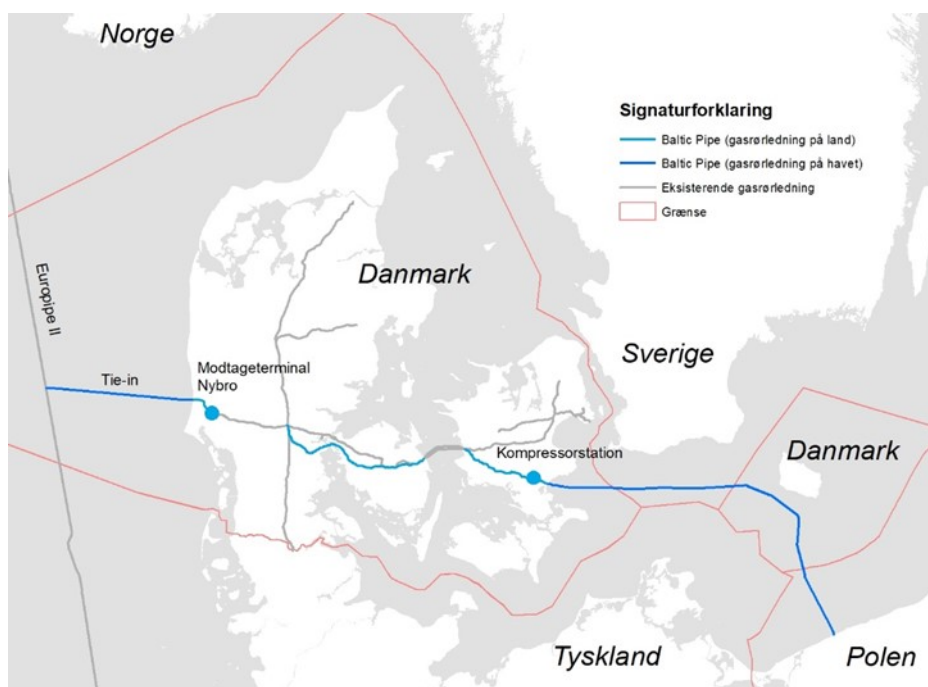 Norge
Signaturforklaring
Baltic Pipe (gasrørledning på land)
Baltic Pipe (gasrørledning på havet)
Eksisterende gasrørledning
Grænse
Danmark
Europipe II
Sverige
Modtageterminal
Nybro
Tie-in
Kompressorstation
Danmark
Tyskland
Polen